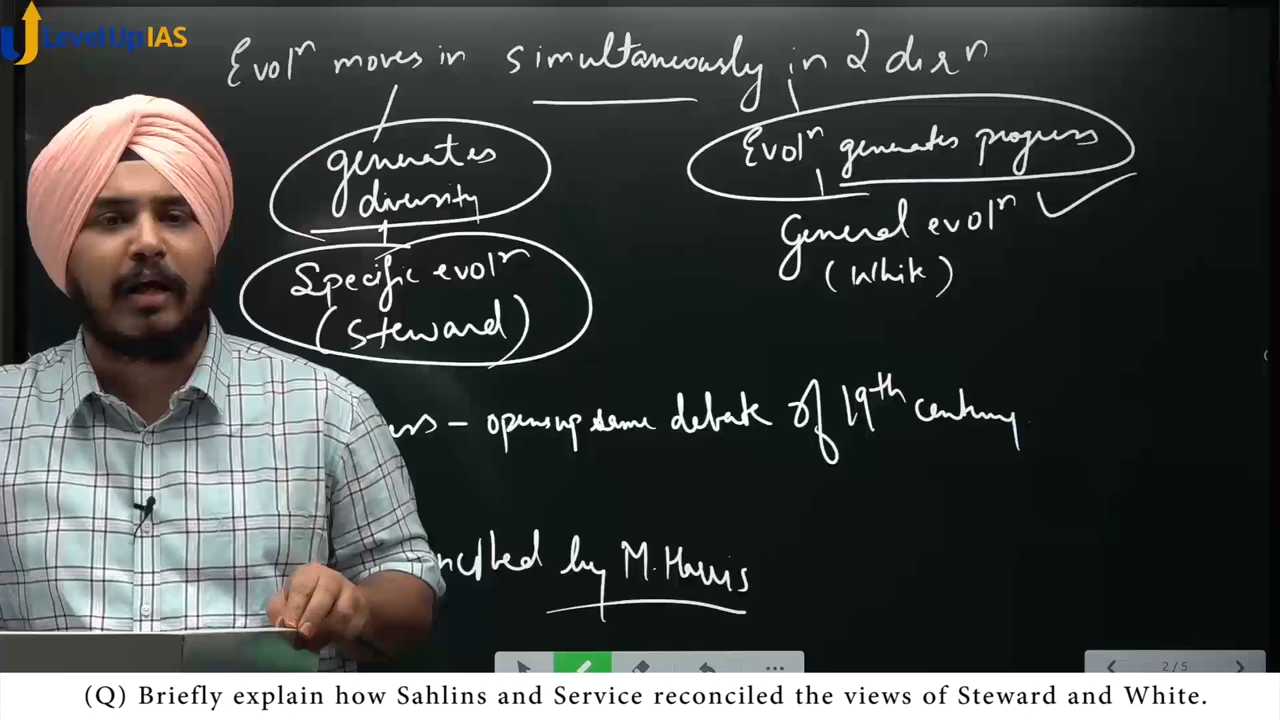 Level Up IAS
Evolⁿ moves in simultaneously in 2 dirⁿ
generates
diversity
Specific evolⁿ
(Steward)
Evolⁿ generates progress
General evolⁿ
(White)
– opens up same debate of 19th century
by M. Harris
2/5
(Q) Briefly explain how Sahlins and Service reconciled the views of Steward and White.